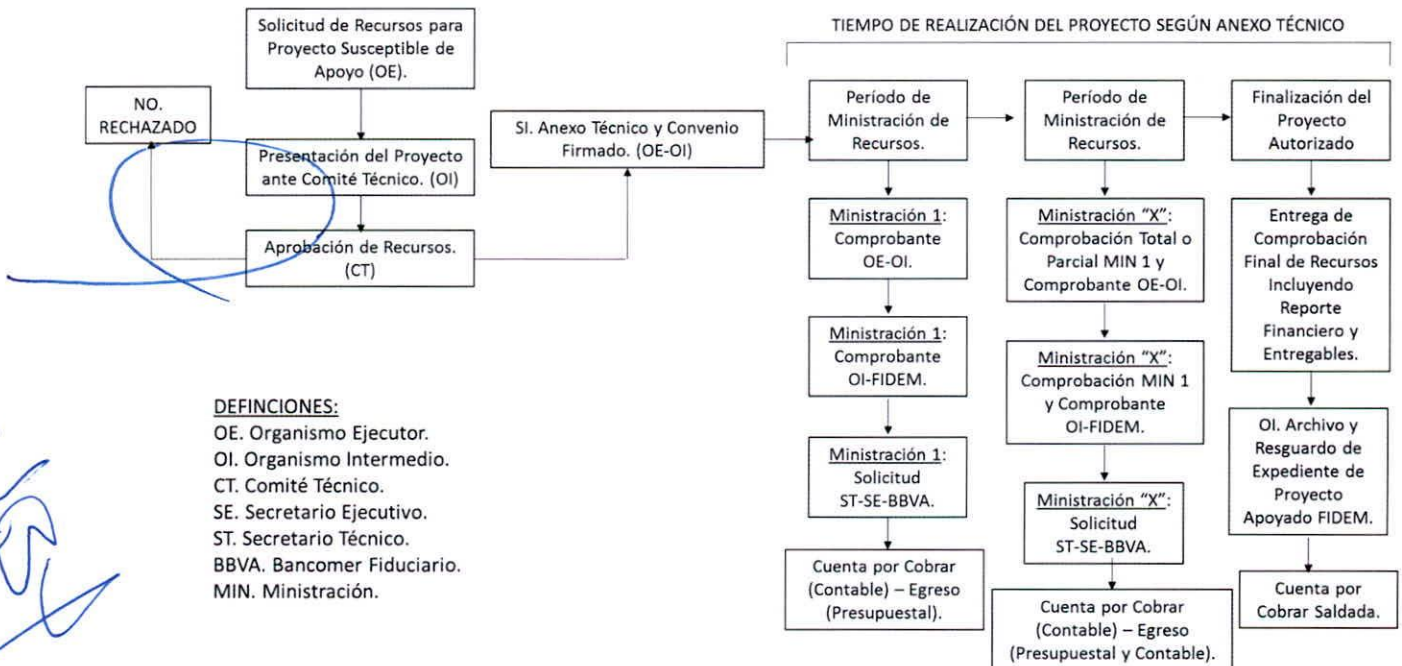 Solicitud de Recursos para
Proyecto Susceptible de
Apoyo (OE).
NO.
RECHAZADO
Presentación del Proyecto
ante Comité Técnico. (OI)
Aprobación de Recursos.
(CT)
SI. Anexo Técnico y Convenio
Firmado. (OE-OI)
TIEMPO DE REALIZACIÓN DEL PROYECTO SEGÚN ANEXO TÉCNICO
Período de
Ministración de
Recursos.
Ministración 1:
Comprobante
OE-OI.
Ministración 1:
Comprobante
OI-FIDEM.
Ministración 1:
Solicitud
ST-SE-BBVA.
Cuenta por Cobrar
(Contable) – Egreso
(Presupuestal).
Período de
Ministración de
Recursos.
Ministración "X":
Comprobación Total o
Parcial MIN 1 y
Comprobante OE-OI.
Ministración "X":
Comprobación MIN 1
y Comprobante
OI-FIDEM.
Ministración "X":
Solicitud
ST-SE-BBVA.
Cuenta por Cobrar
(Contable) – Egreso
(Presupuestal y Contable).
Finalización del
Proyecto
Autorizado
Entrega de
Comprobación
Final de Recursos
Incluyendo
Reporte
Financiero y
Entregables.
OI. Archivo y
Resguardo de
Expediente de
Proyecto
Apoyado FIDEM.
Cuenta por
Cobrar Saldada.
DEFINCIONES:
OE. Organismo Ejecutor.
OI. Organismo Intermedio.
CT. Comité Técnico.
SE. Secretario Ejecutivo.
ST. Secretario Técnico.
BBVA. Bancomer Fiduciario.
MIN. Ministración.